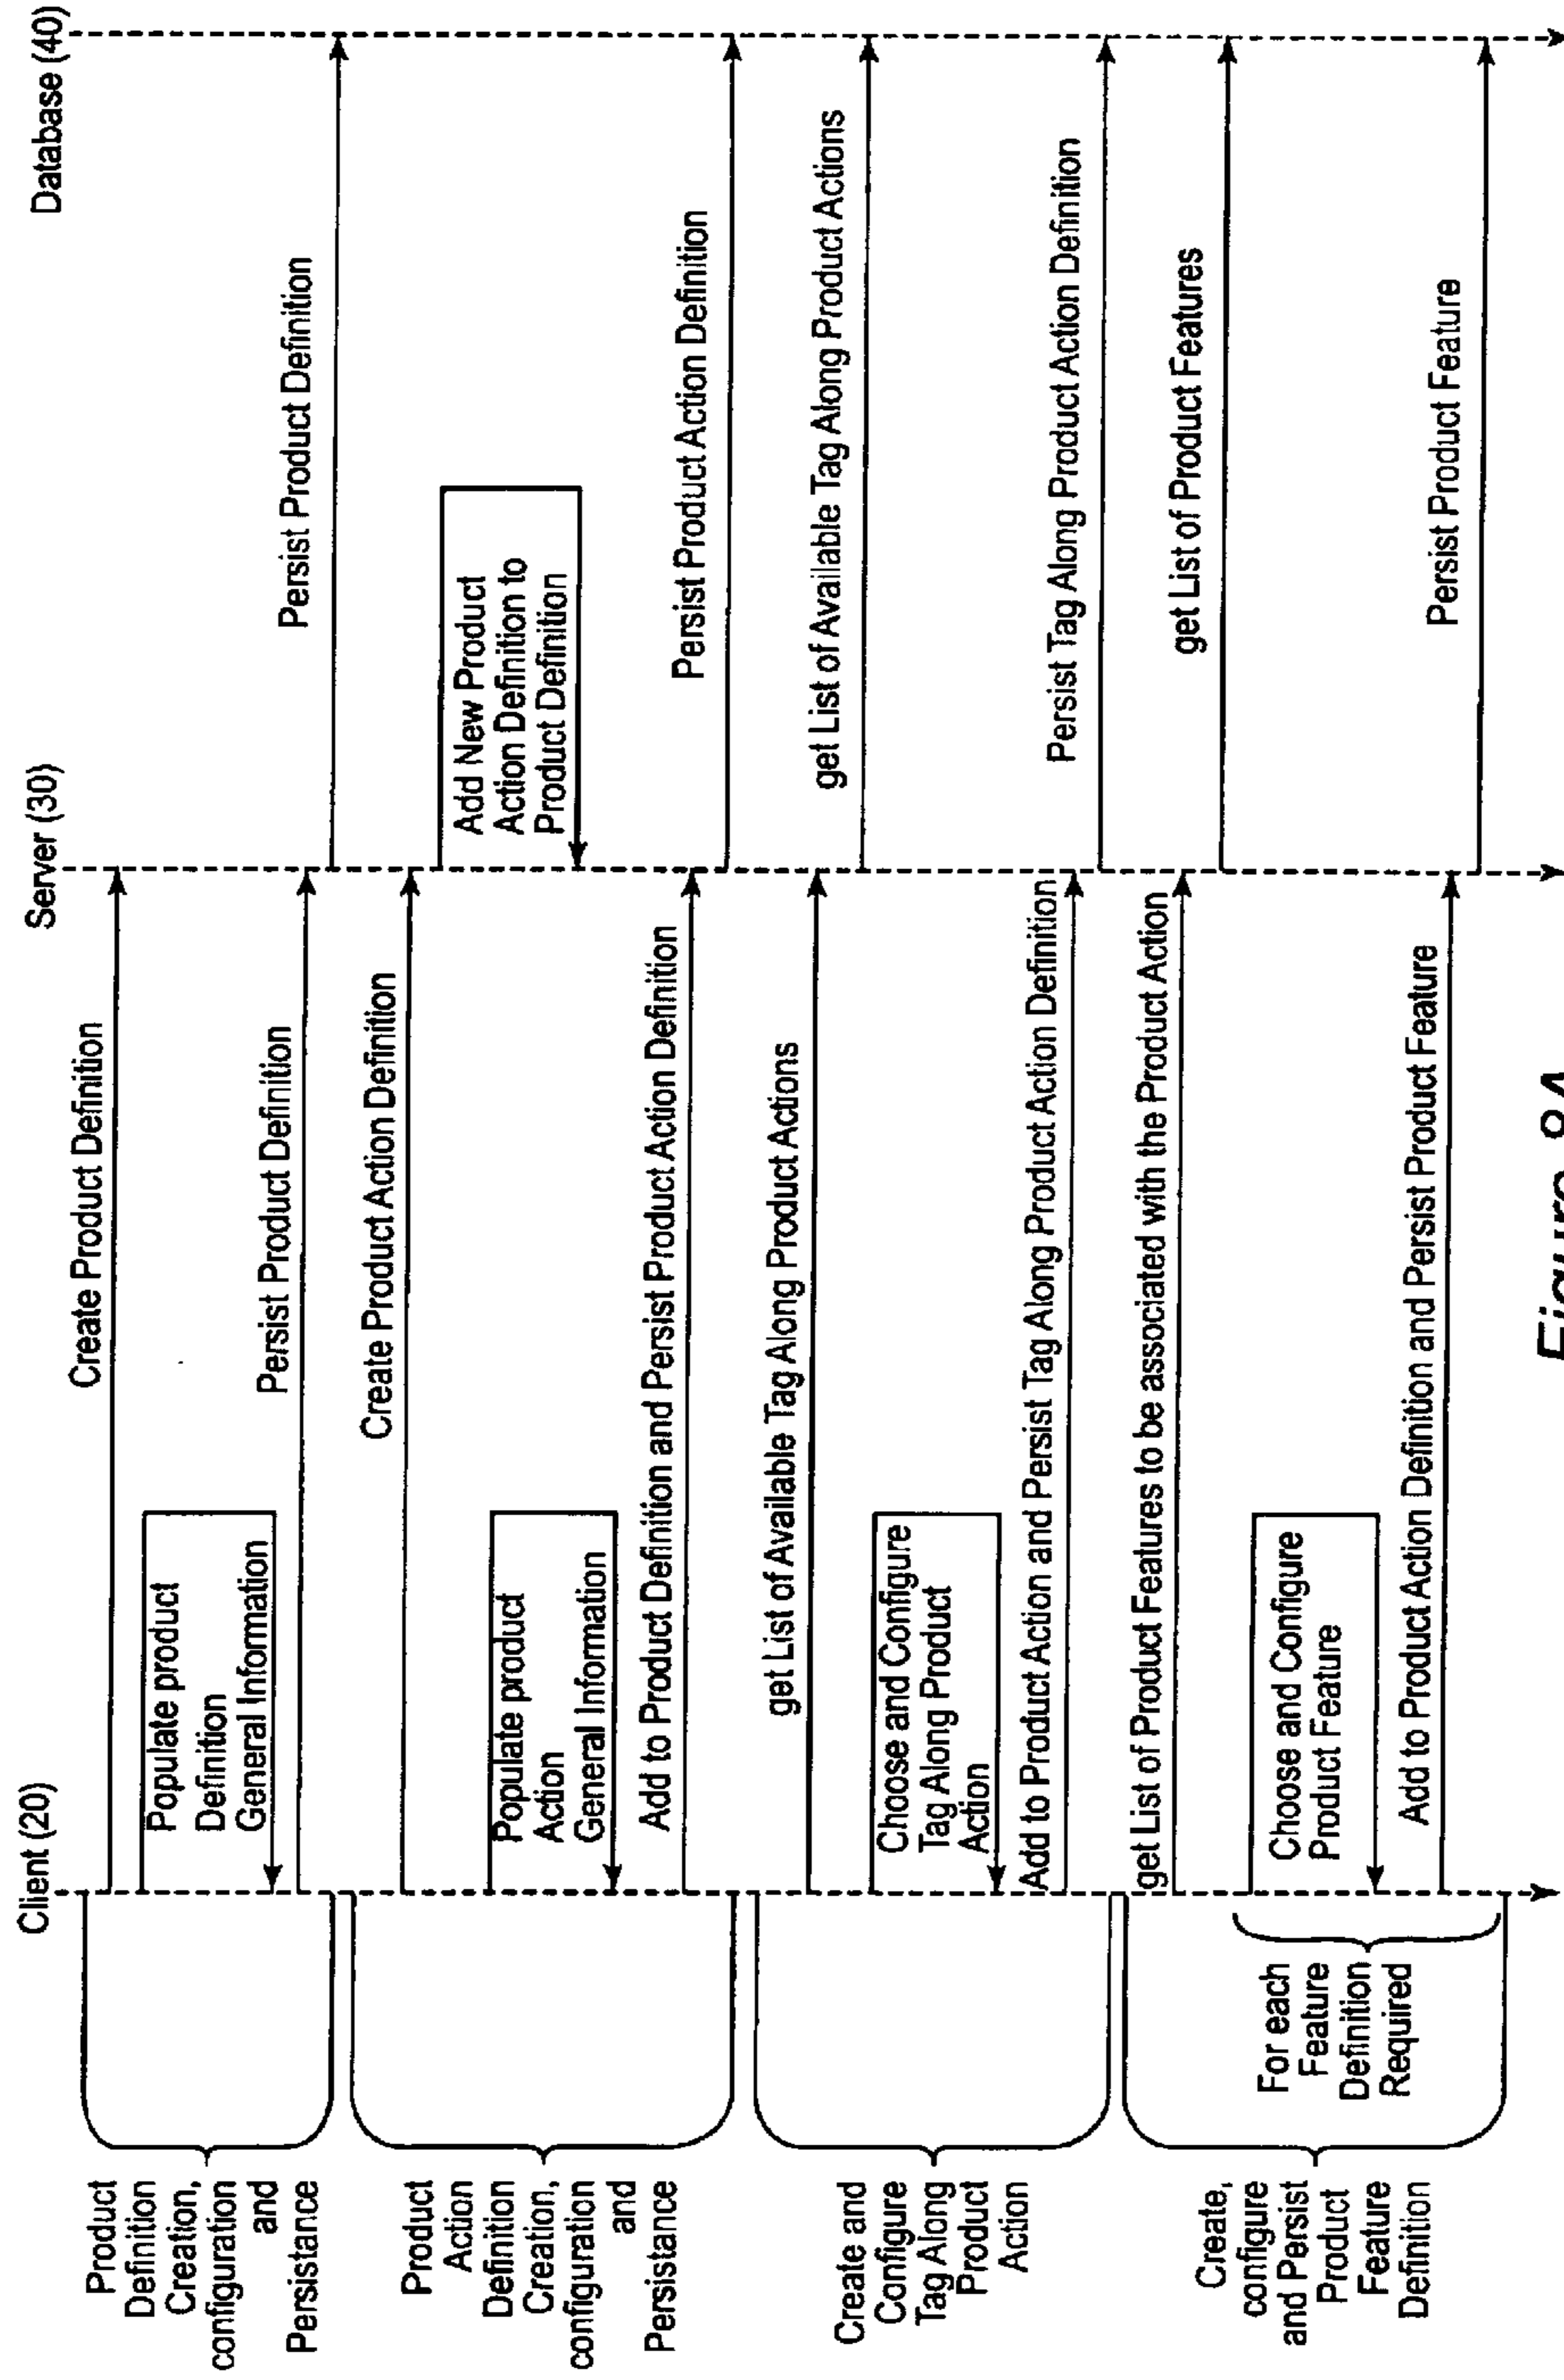 Client (20)
Server (30)
Database (40)
Product
Definition
Creation,
configuration
and
Persistance
Create Product Definition
Populate product
Definition
General Information
Persist Product Definition
Persist Product Definition
Product
Action
Definition
Creation,
configuration
and
Persistance
Create Product Action Definition
Add New Product
Action Definition to
Product Definition
Populate product
Action
General Information
Add to Product Definition and Persist Product Action Definition
Persist Product Action Definition
Create and
Configure
Tag Along
Product
Action
get List of Available Tag Along Product Actions
get List of Available Tag Along Product Actions
Choose and Configure
Tag Along Product
Action
Add to Product Action and Persist Tag Along Product Action Definition
Persist Tag Along Product Action Definition
Create,
configure
and Persist
Product
Feature
Definition
get List of Product Features to be associated with the Product Action
get List of Product Features
For each
Feature
Definition
Required
Choose and Configure
Product Feature
Add to Product Action Definition and Persist Product Feature
Persist Product Feature
Figure 8A